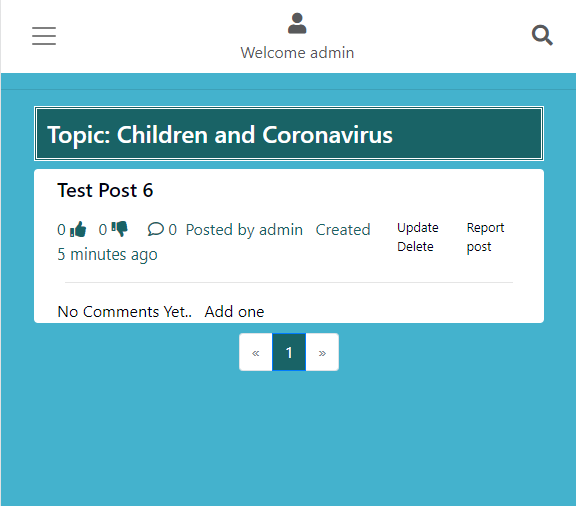 Welcome admin
Topic: Children and Coronavirus
Test Post 6
0 0 0 Posted by admin Created
5 minutes ago
Update
Delete
Report
post
No Comments Yet.. Add one
« 1 »